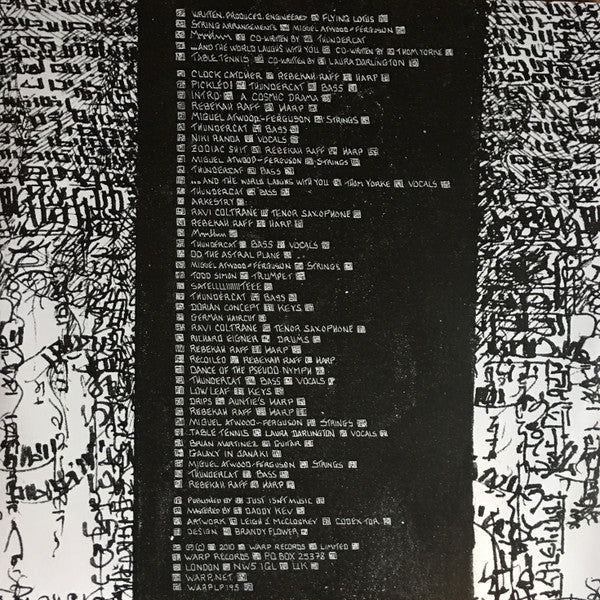 WRITTEN, PRODUCED, ENGINEERED FLYING LOTUS
STRING ARRANGEMENTS MIGUEL ATWOOD-FERGUSON
MmmHmm CO-WRITTEN BY THUNDERCAT
...AND THE WORLD LAUGHS WITH YOU CO-WRITTEN BY THOM YORKE
TABLE TENNIS CO-WRITTEN BY LAURA DARLINGTON
CLOCK CATCHER REBEKAH RAFF HARP
PICKLED! THUNDERCAT BASS
INTRO A COSMIC DRAMA
REBEKAH RAFF HARP
MIGUEL ATWOOD-FERGUSON STRINGS
THUNDERCAT BASS
NIKI RANDA VOCALS
ZODIAC SHIT REBEKAH RAFF HARP
MIGUEL ATWOOD-FERGUSON STRINGS
THUNDERCAT BASS
...AND THE WORLD LAUGHS WITH YOU THOM YORKE VOCALS
THUNDERCAT BASS
ARKESTRY
RAVI COLTRANE TENOR SAXOPHONE
REBEKAH RAFF HARP
MmmHmm
THUNDERCAT BASS VOCALS
DO THE ASTRAL PLANE
MIGUEL ATWOOD-FERGUSON STRINGS
TODD SIMON TRUMPET
THUNDERCAT BASS
DORIAN CONCEPT KEYS
GERMAN HAIRCUT
RAVI COLTRANE TENOR SAXOPHONE
RICHARD EIGNER DRUMS
REBEKAH RAFF HARP
RECOILED REBEKAH RAFF HARP
DANCE OF THE PSEUDO NYMPH
THUNDERCAT BASS VOCALS
LOW LEAF KEYS
DRIPS AUNTIE'S HARP
REBEKAH RAFF HARP
MIGUEL ATWOOD-FERGUSON STRINGS
TABLE TENNIS LAURA DARLINGTON VOCALS
BRIAN MARTINEZ GUITAR
GALAXY IN JANAKI
MIGUEL ATWOOD-FERGUSON STRINGS
THUNDERCAT BASS
REBEKAH RAFF HARP
PUBLISHED BY JUST ISN'T MUSIC
MASTERED BY DADDY KEV
ARTWORK LEIGH J McCLOSKEY CODEX TOR
DESIGN BRANDY FLOWER
℗ © 2010 WARP RECORDS LIMITED
WARP RECORDS PO BOX 25378
LONDON NW5 1GL UK
WARP.NET
WARPLP195